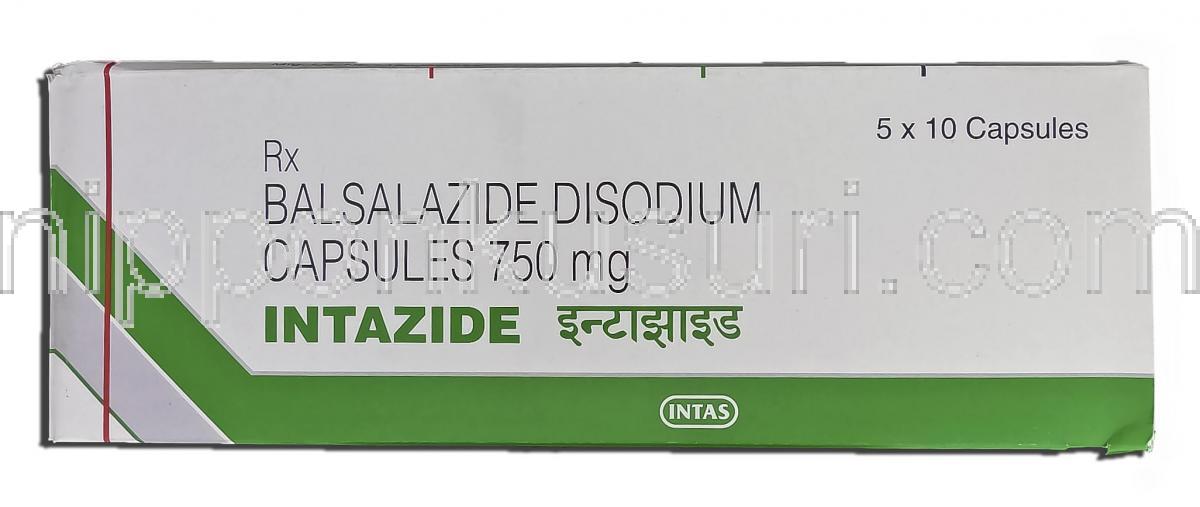 5 x 10 Capsules
Rx
BALSALAZIDE DISODIUM
CAPSULES 750 mg
nipponkusuri.com
INTAZIDE इन्टाझाइड
INTAS